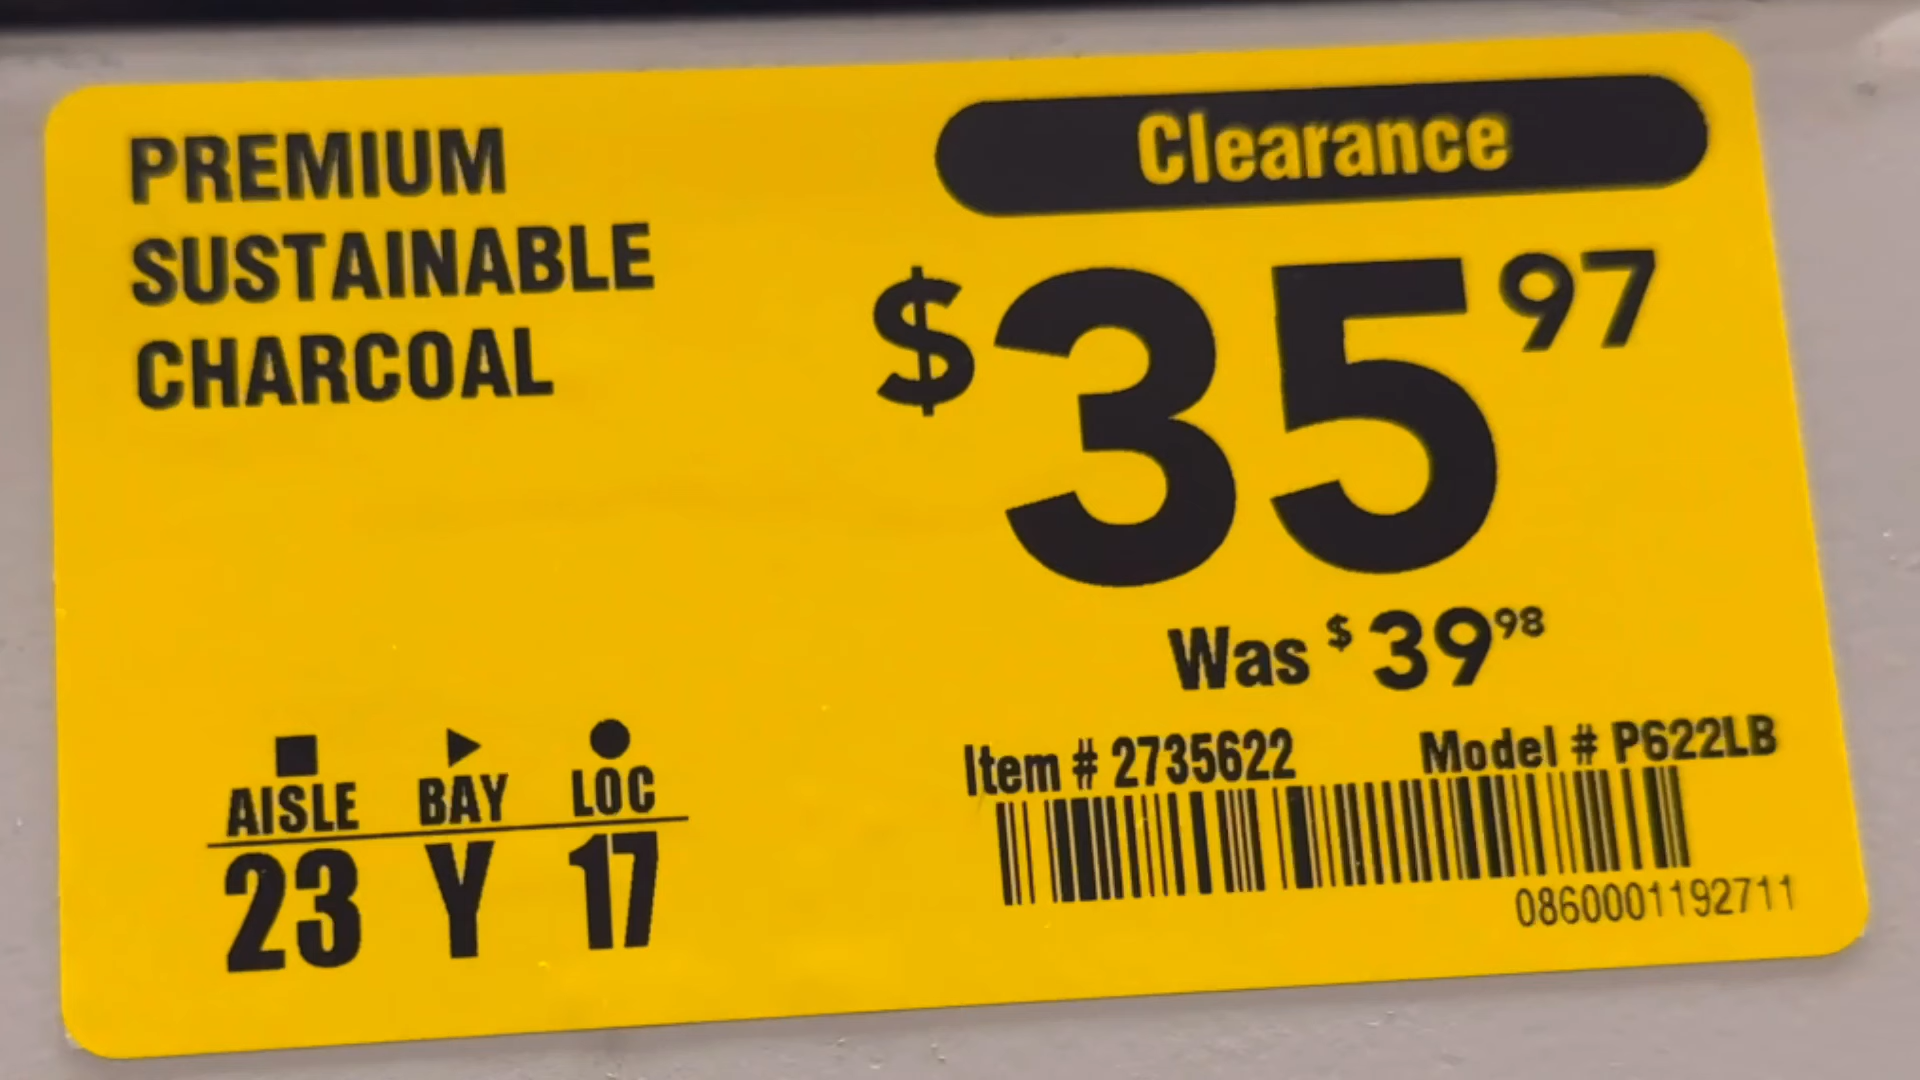 PREMIUM
SUSTAINABLE
CHARCOAL
Clearance
$35 97
Was $39 98
Item # 2735622 Model # P622LB
0860001192711
AISLE BAY LOC
23 Y 17